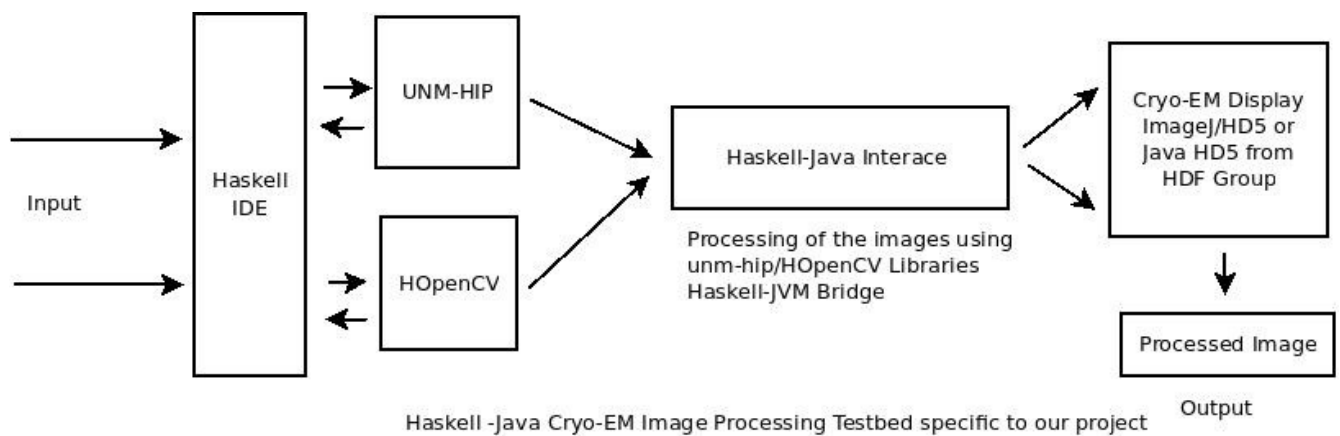 Input
Haskell
IDE
UNM-HIP
HOpenCV
Haskell-Java Interace
Processing of the images using
unm-hip/HOpenCV Libraries
Haskell-JVM Bridge
Cryo-EM Display
ImageJ/HD5 or
Java HD5 from
HDF Group
Processed Image
Output
Haskell -Java Cryo-EM Image Processing Testbed specific to our project